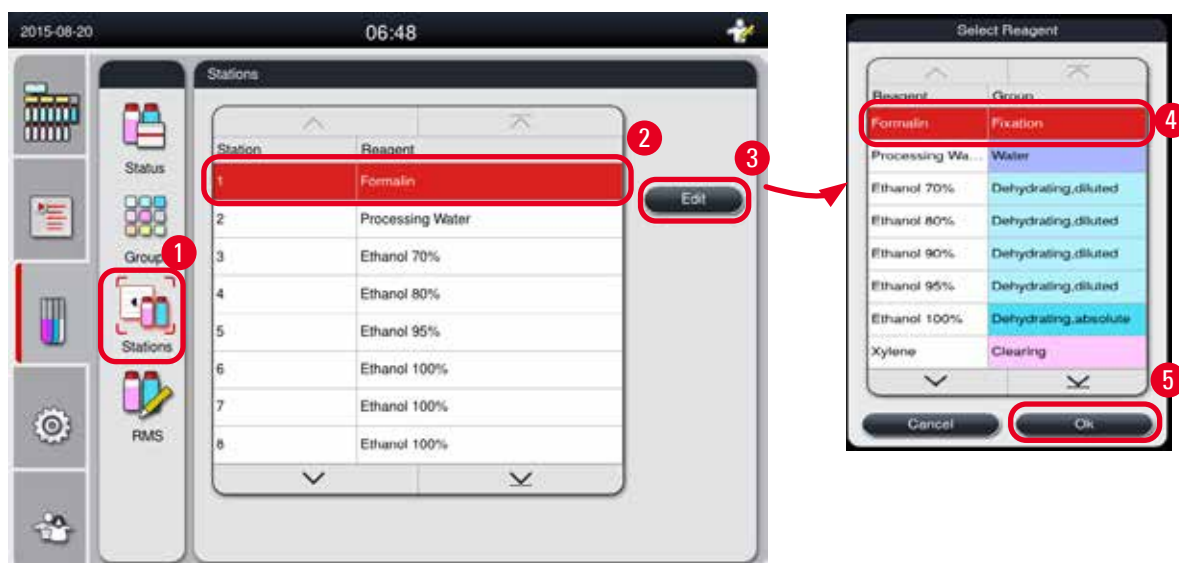 2015-08-20
06:48
Status
Group
Stations
RMS
Stations
Station Reagent
1 Formalin
2 Processing Water
3 Ethanol 70%
4 Ethanol 80%
5 Ethanol 95%
6 Ethanol 100%
7 Ethanol 100%
8 Ethanol 100%
Edit
1
2
3
Select Reagent
Reagent Group
Formalin Fixation
Processing Wa... Water
Ethanol 70% Dehydrating,diluted
Ethanol 80% Dehydrating,diluted
Ethanol 90% Dehydrating,diluted
Ethanol 95% Dehydrating,diluted
Ethanol 100% Dehydrating,absolute
Xylene Clearing
Cancel Ok
4
5